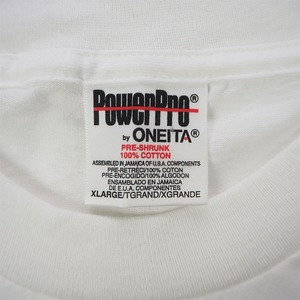 PowerPro®
by ONEITA®
PRE-SHRUNK
100% COTTON
ASSEMBLED IN JAMAICA OF U.S.A. COMPONENTS
PRE-RETRECI/100% COTON
PRE-ENCOGIDO/100% ALGODON
ENSAMBLADO EN JAMAICA
DE E.U.A. COMPONENTES
XLARGE/TGRAND/XGRANDE